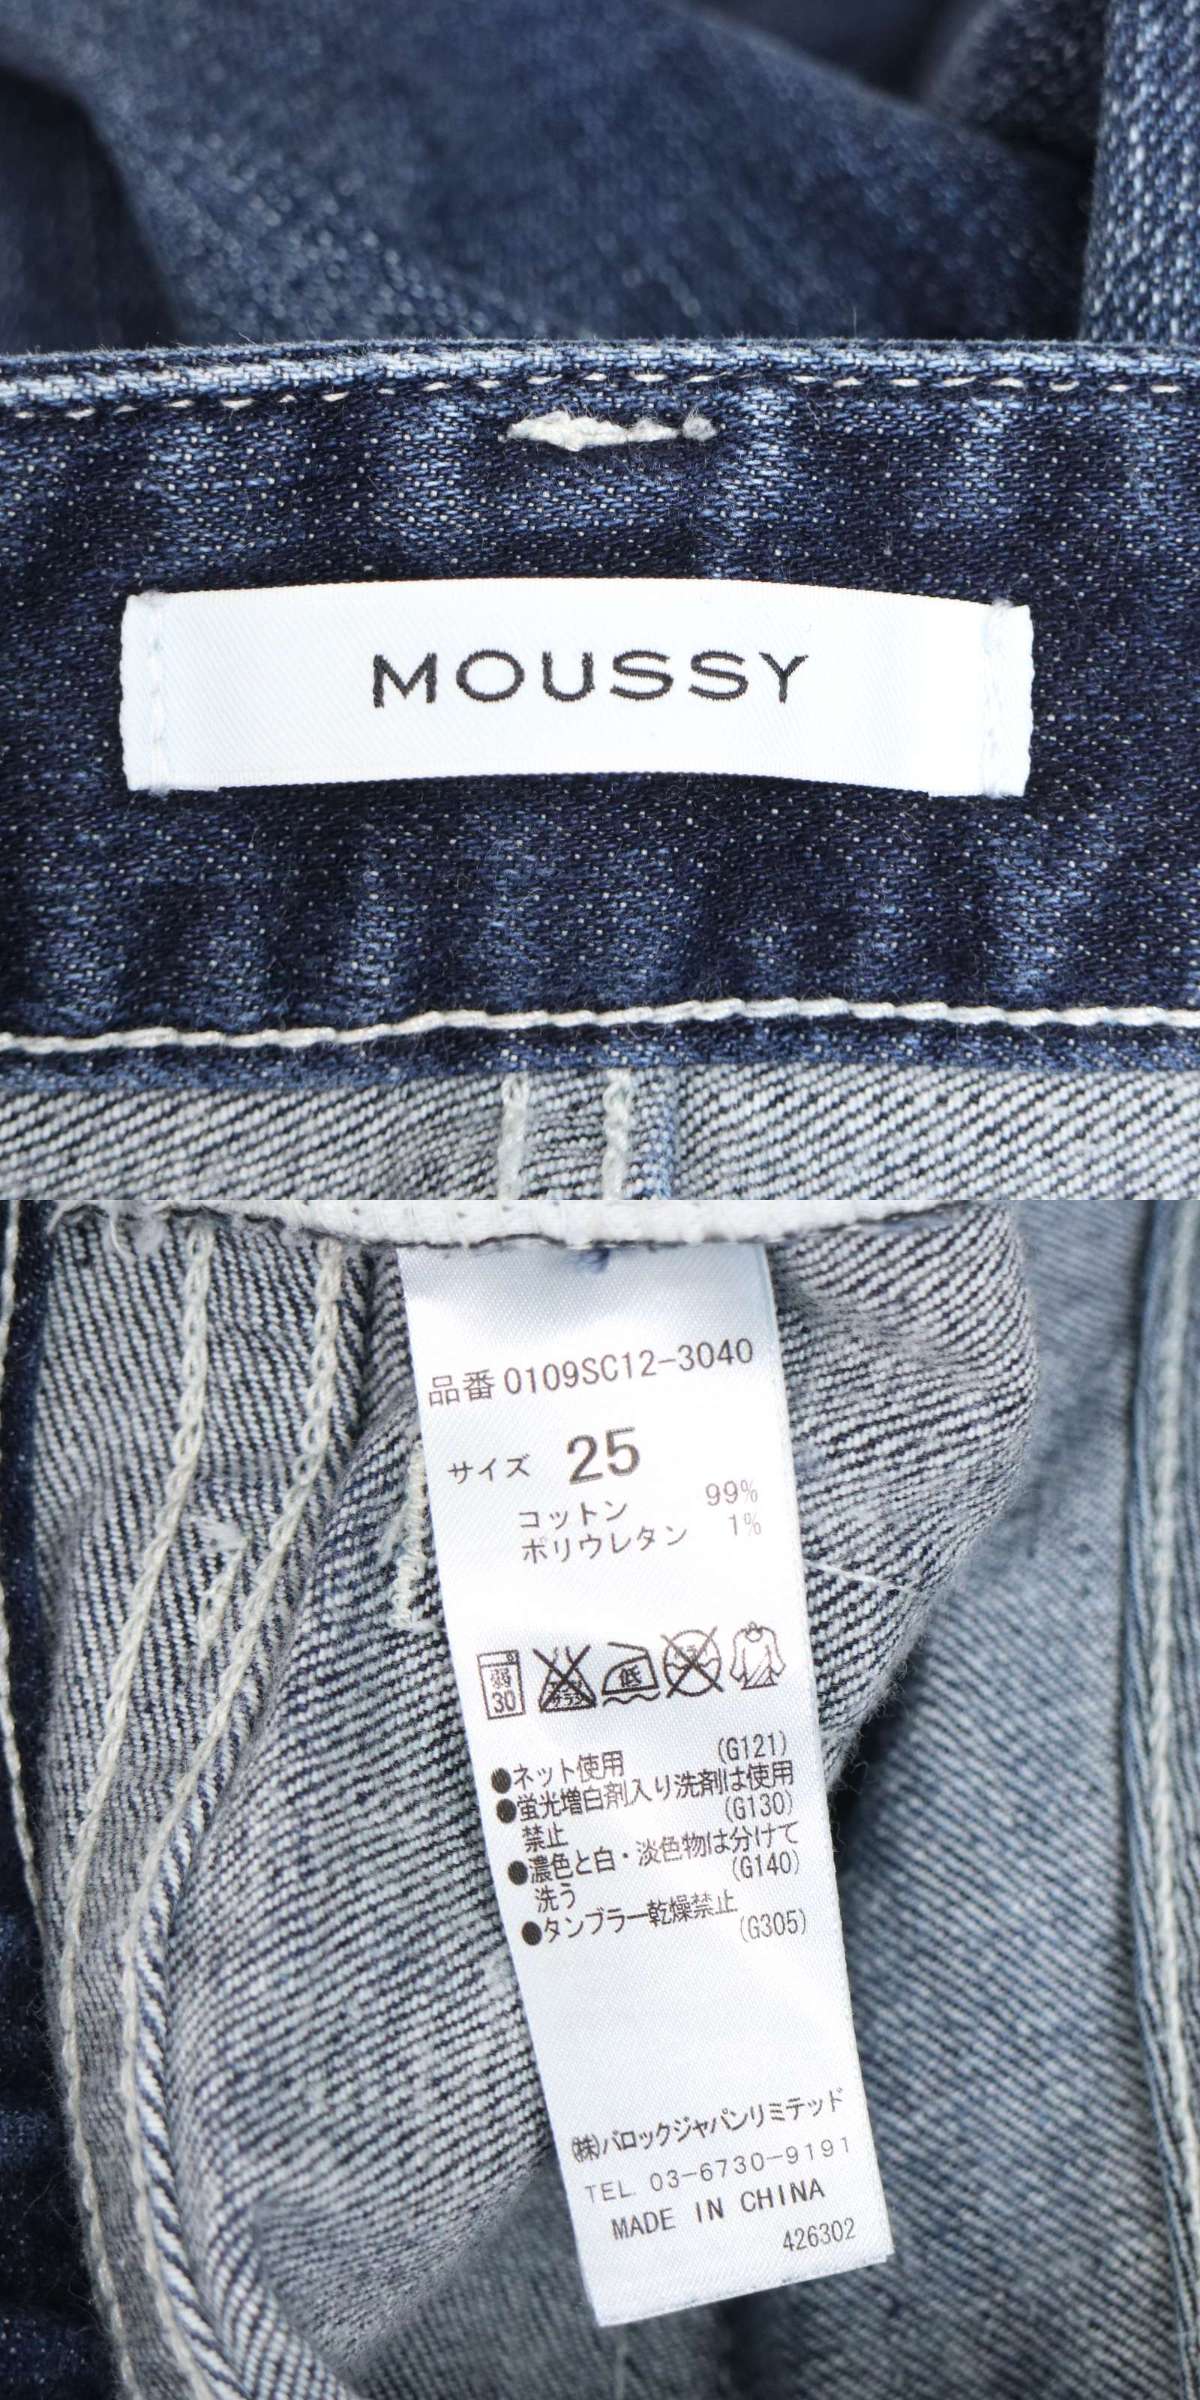 MOUSSY
品番 0109SC12-3040
サイズ 25
コットン 99%
ポリウレタン 1%
弱 30 低
●ネット使用 (G121)
●蛍光増白剤入り洗剤は使用
禁止 (G130)
●濃色と白・淡色物は分けて
洗う (G140)
●タンブラー乾燥禁止
(G305)
(株)バロックジャパンリミテッド
TEL 03-6730-9191
MADE IN CHINA
426302